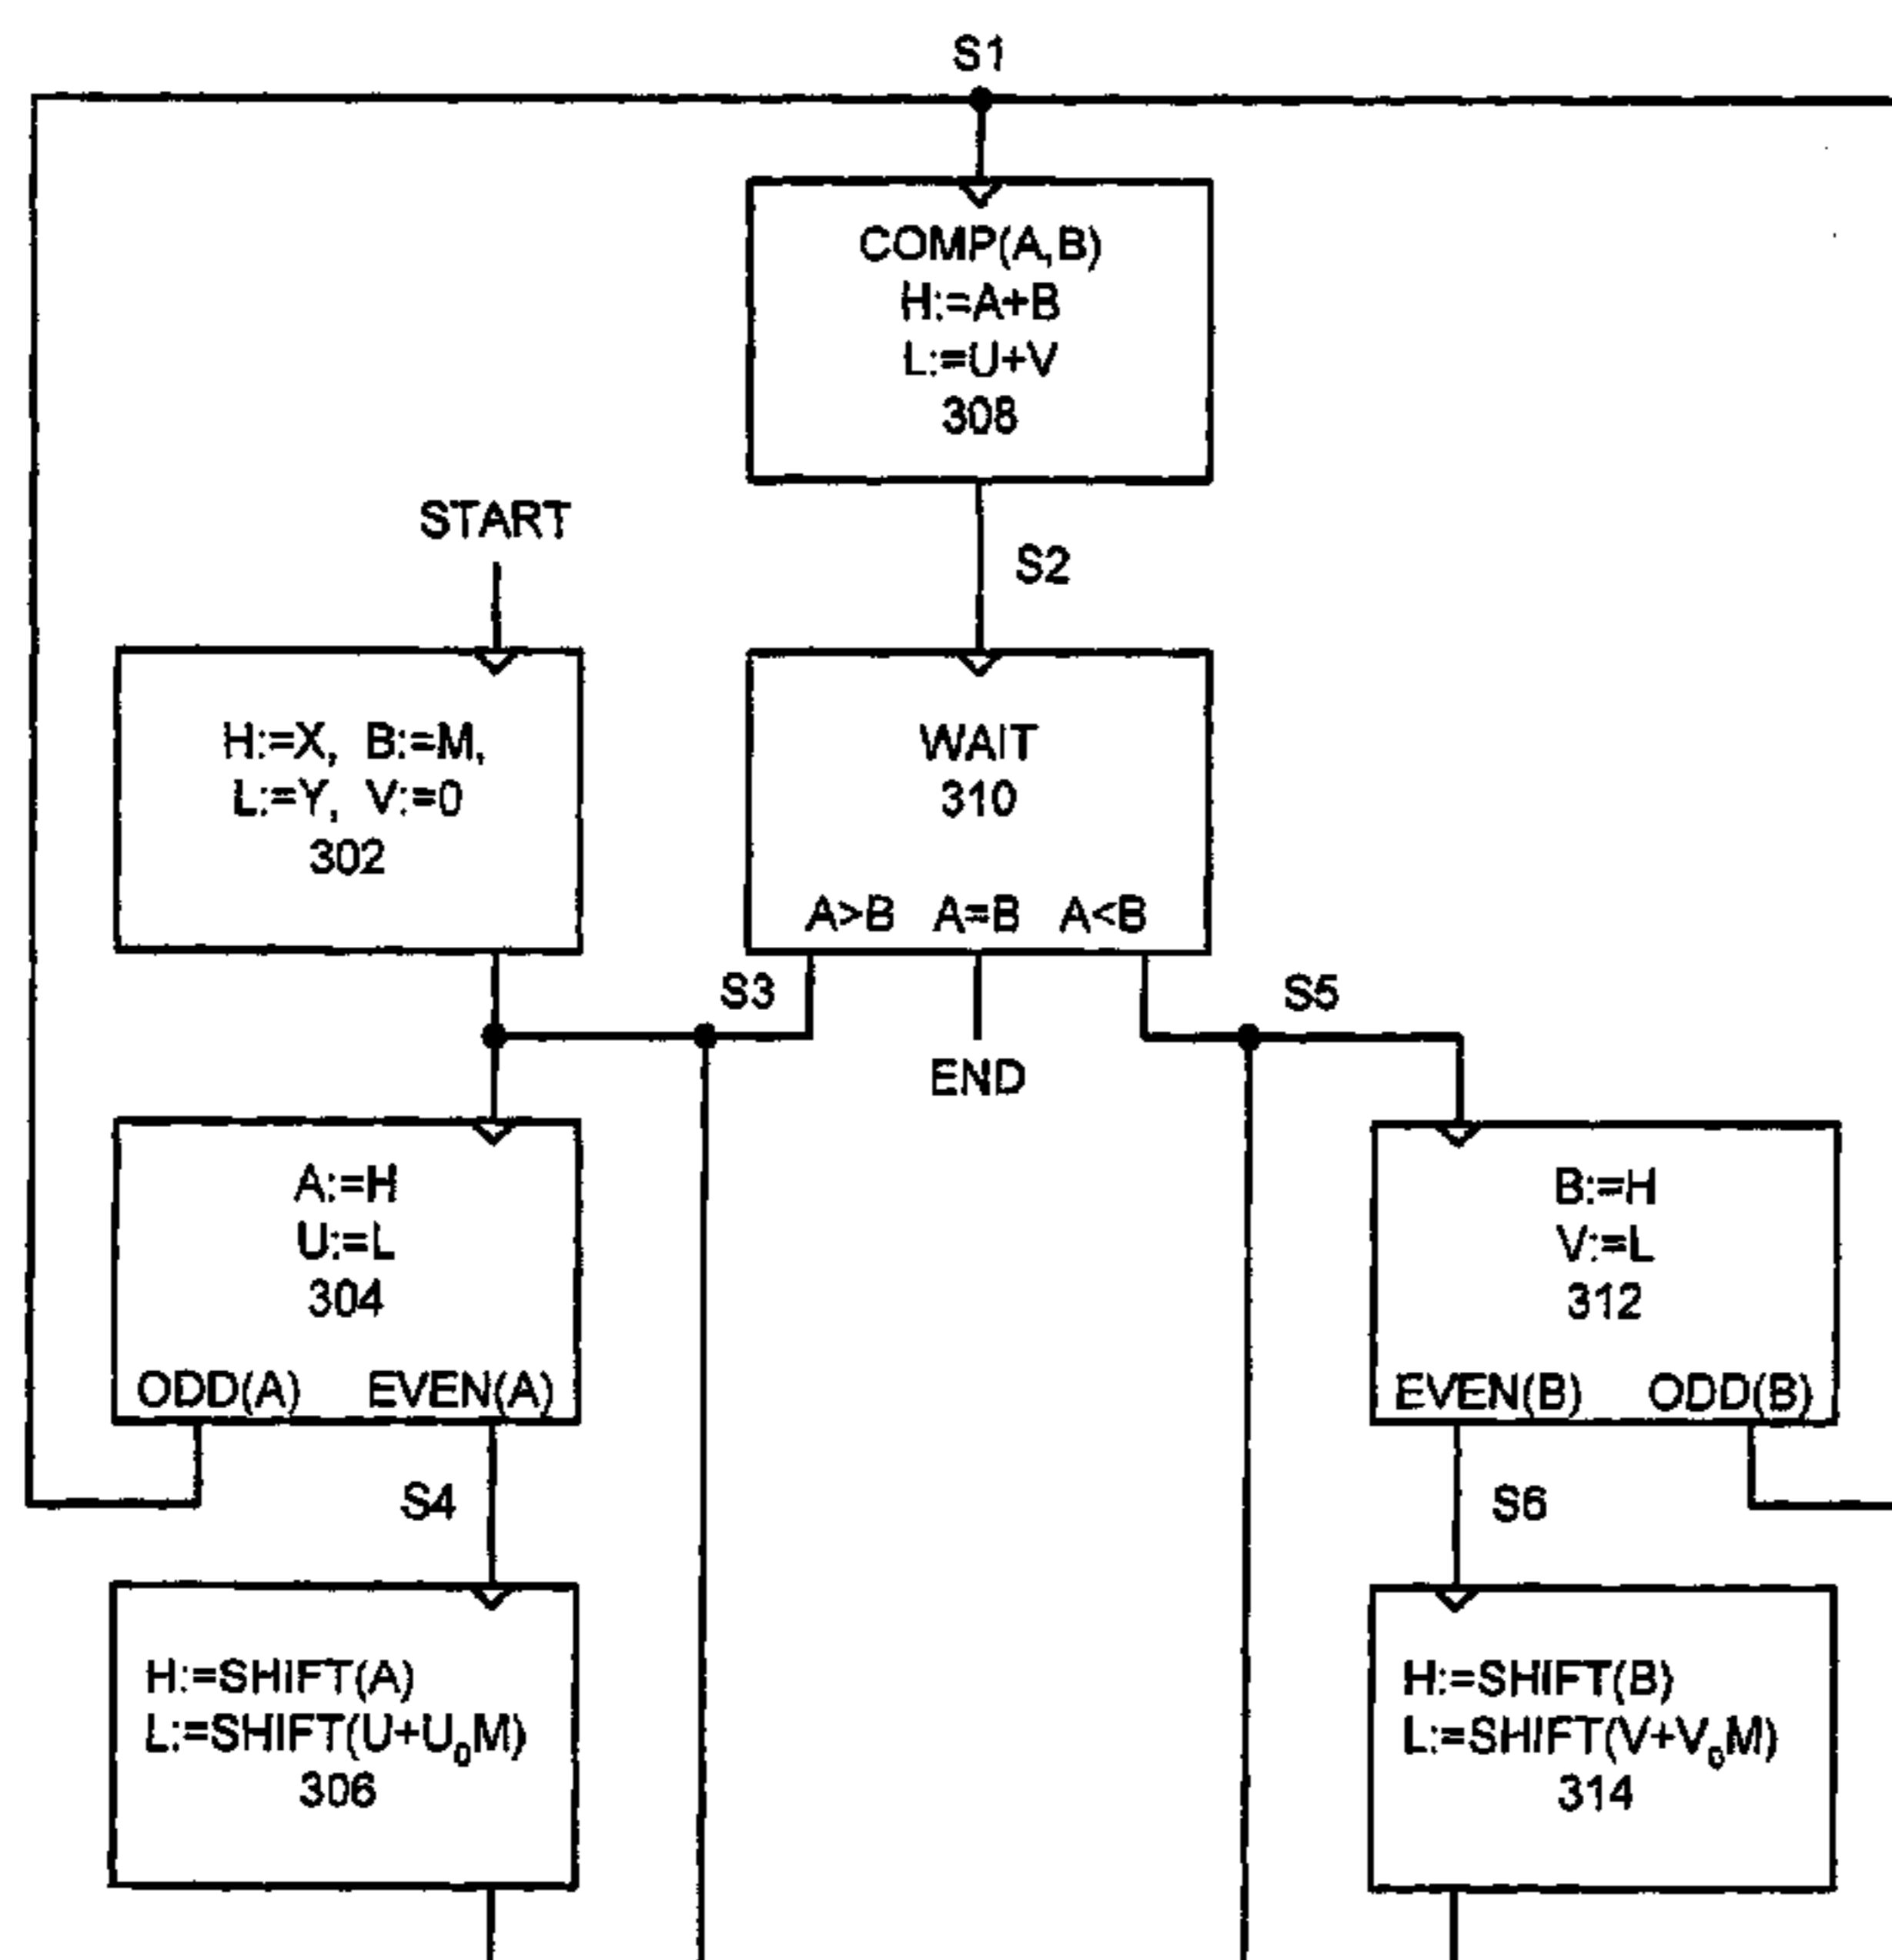 S1
COMP(A,B)
H:=A+B
L:=U+V
308
START
S2
H:=X, B:=M,
L:=Y, V:=0
302
WAIT
310
A>B A=B A<B
S3
S5
END
A:=H
U:=L
304
ODD(A) EVEN(A)
B:=H
V:=L
312
EVEN(B) ODD(B)
S4
S6
H:=SHIFT(A)
L:=SHIFT(U+U₀M)
306
H:=SHIFT(B)
L:=SHIFT(V+V₀M)
314